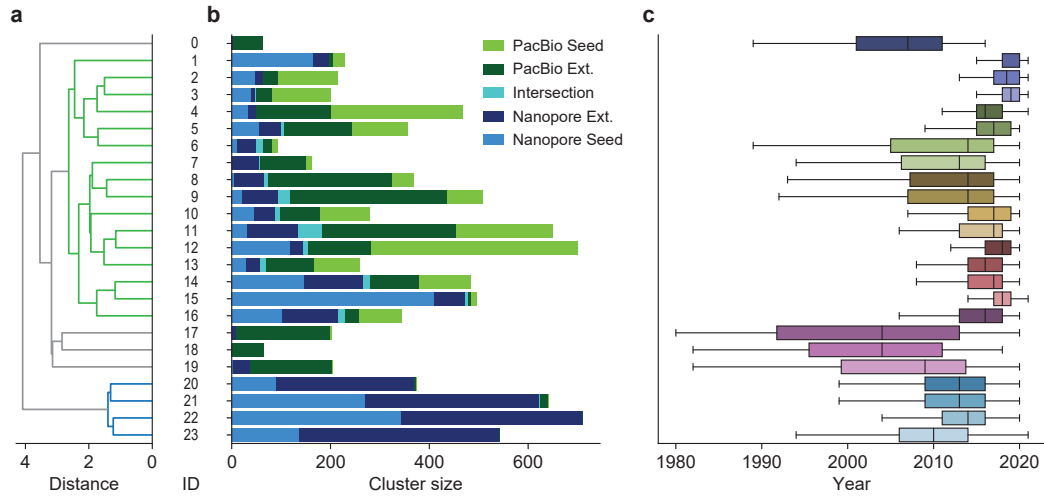 a
b
c
0
1
2
3
4
5
6
7
8
9
10
11
12
13
14
15
16
17
18
19
20
21
22
23
PacBio Seed
PacBio Ext.
Intersection
Nanopore Ext.
Nanopore Seed
4 2 0
0 200 400 600
1980 1990 2000 2010 2020
Distance
ID
Cluster size
Year